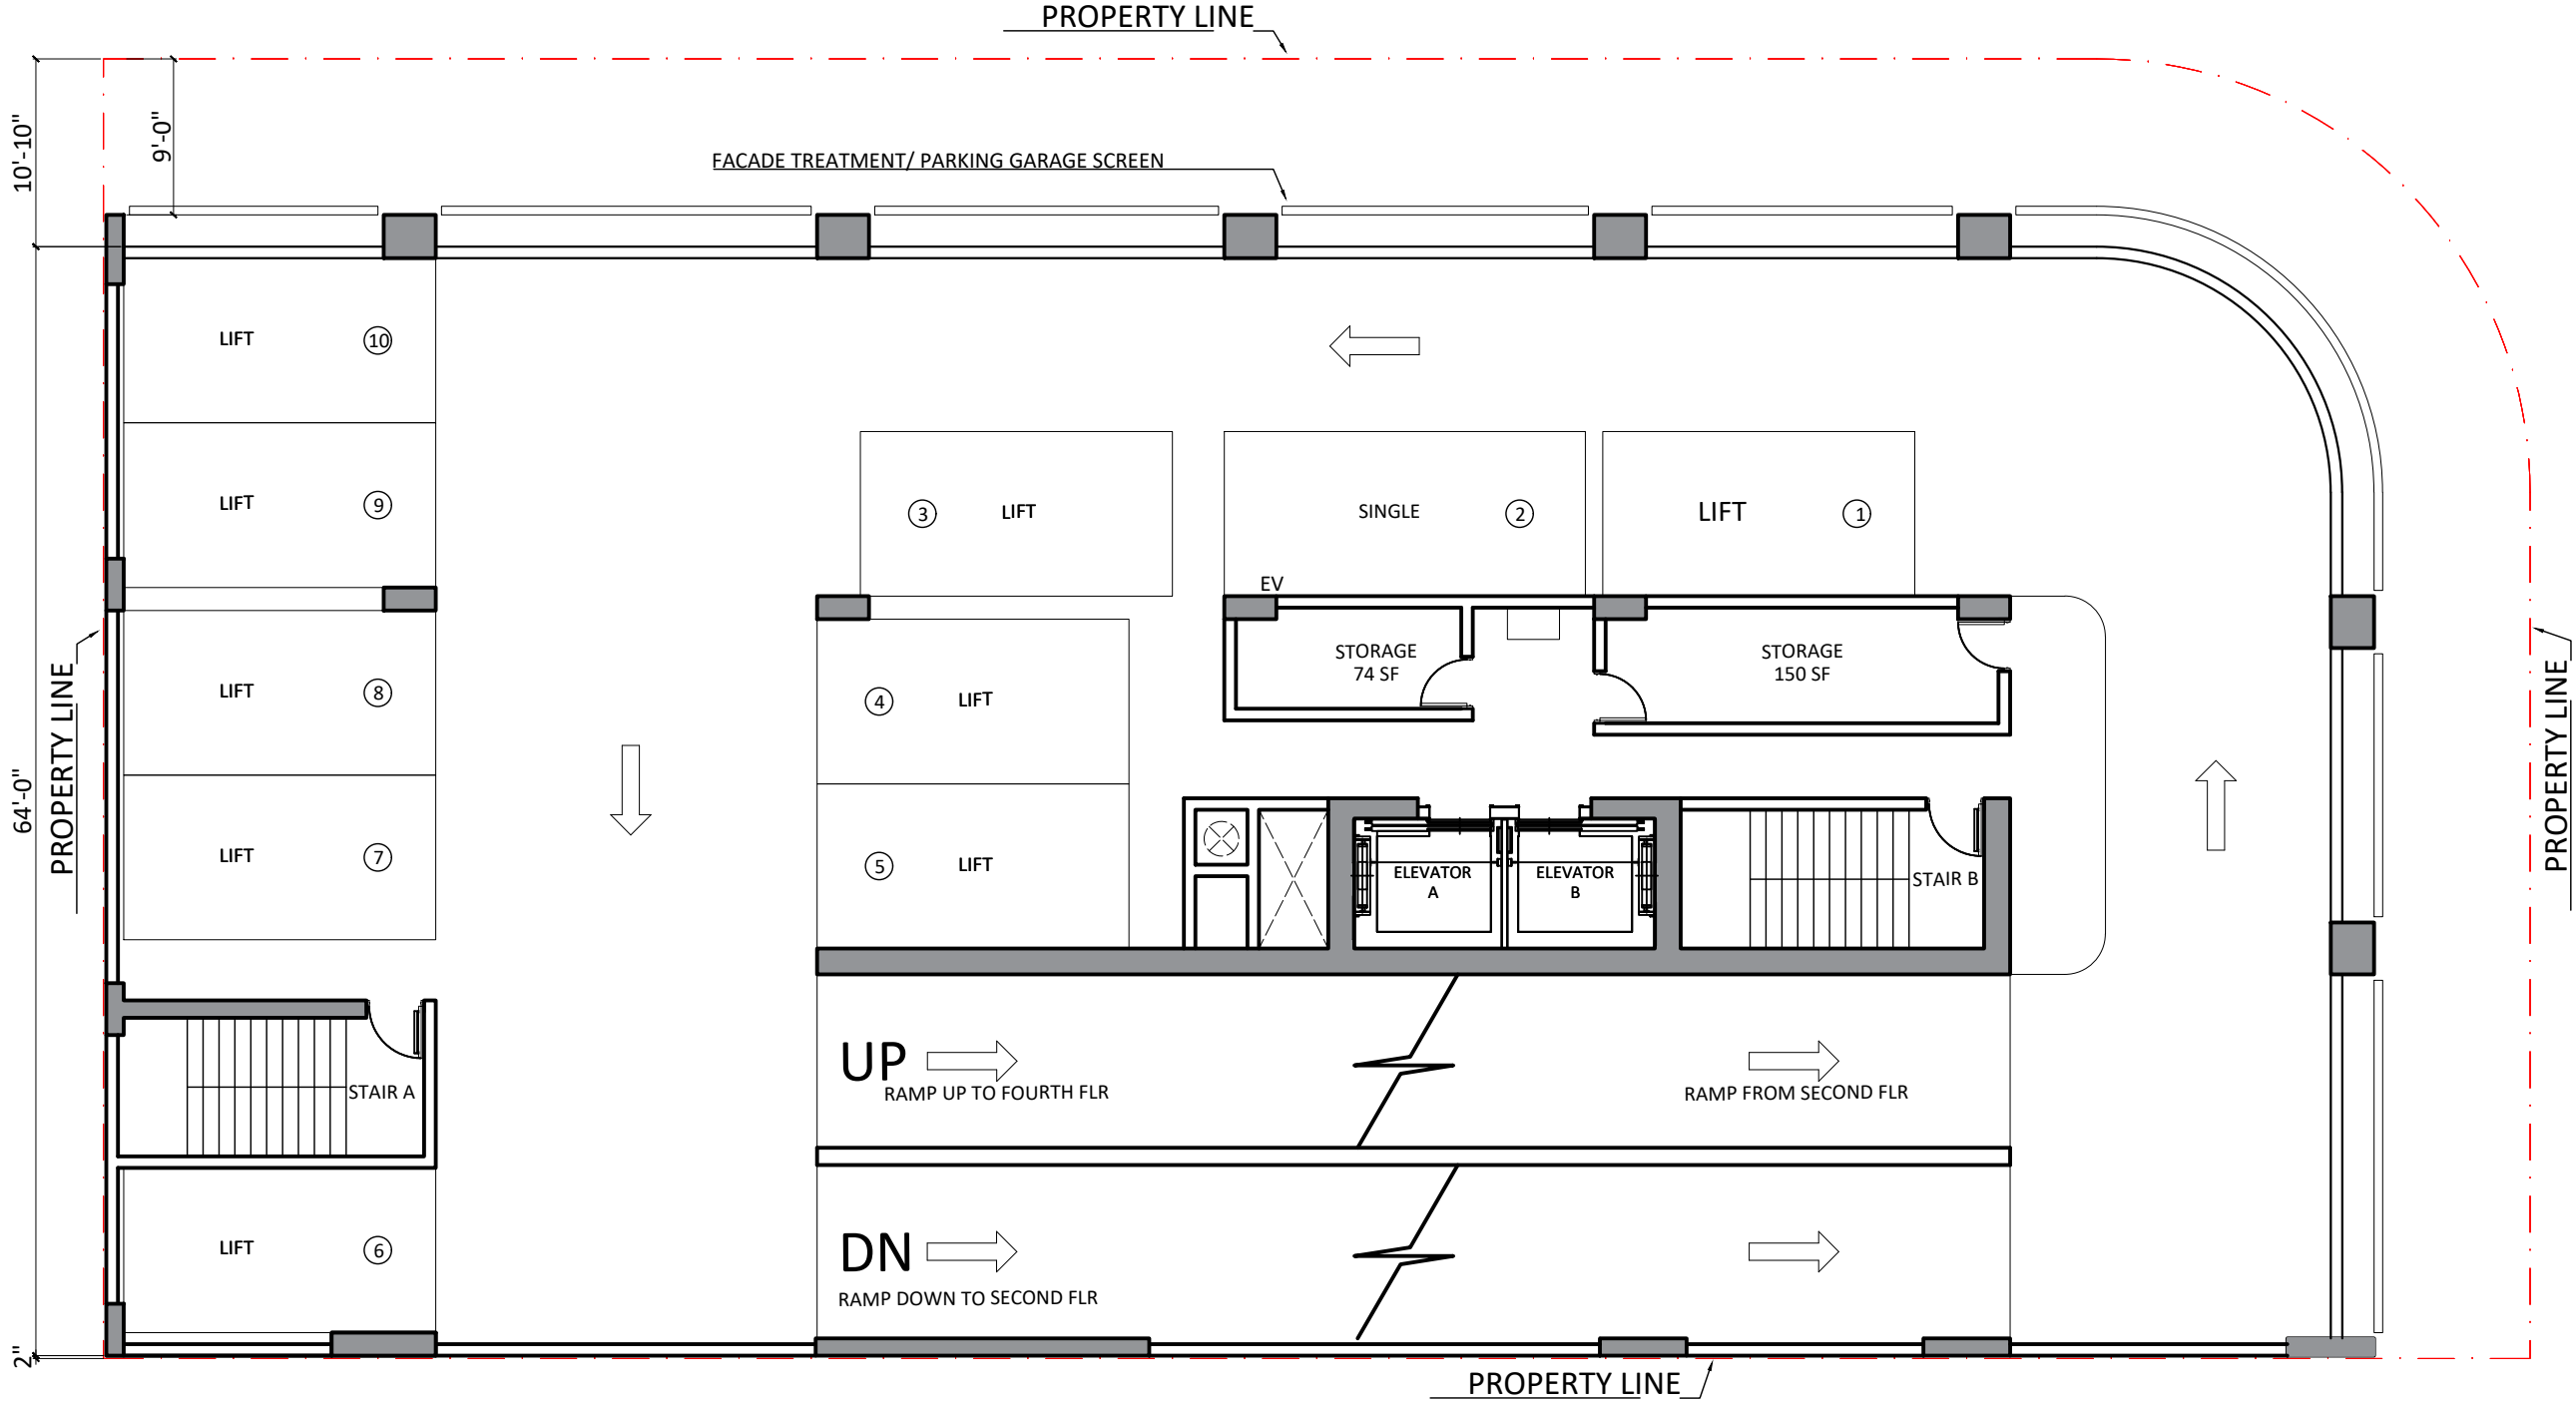 PROPERTY LINE
10'-10"
9'-0"
FACADE TREATMENT/ PARKING GARAGE SCREEN
LIFT 10
LIFT 9
3 LIFT
SINGLE 2
LIFT 1
EV
STORAGE
74 SF
STORAGE
150 SF
LIFT 8
4 LIFT
PROPERTY LINE
PROPERTY LINE
64'-0"
LIFT 7
5 LIFT
ELEVATOR
A
ELEVATOR
B
STAIR B
STAIR A
UP
RAMP UP TO FOURTH FLR
RAMP FROM SECOND FLR
LIFT 6
DN
RAMP DOWN TO SECOND FLR
2"
PROPERTY LINE